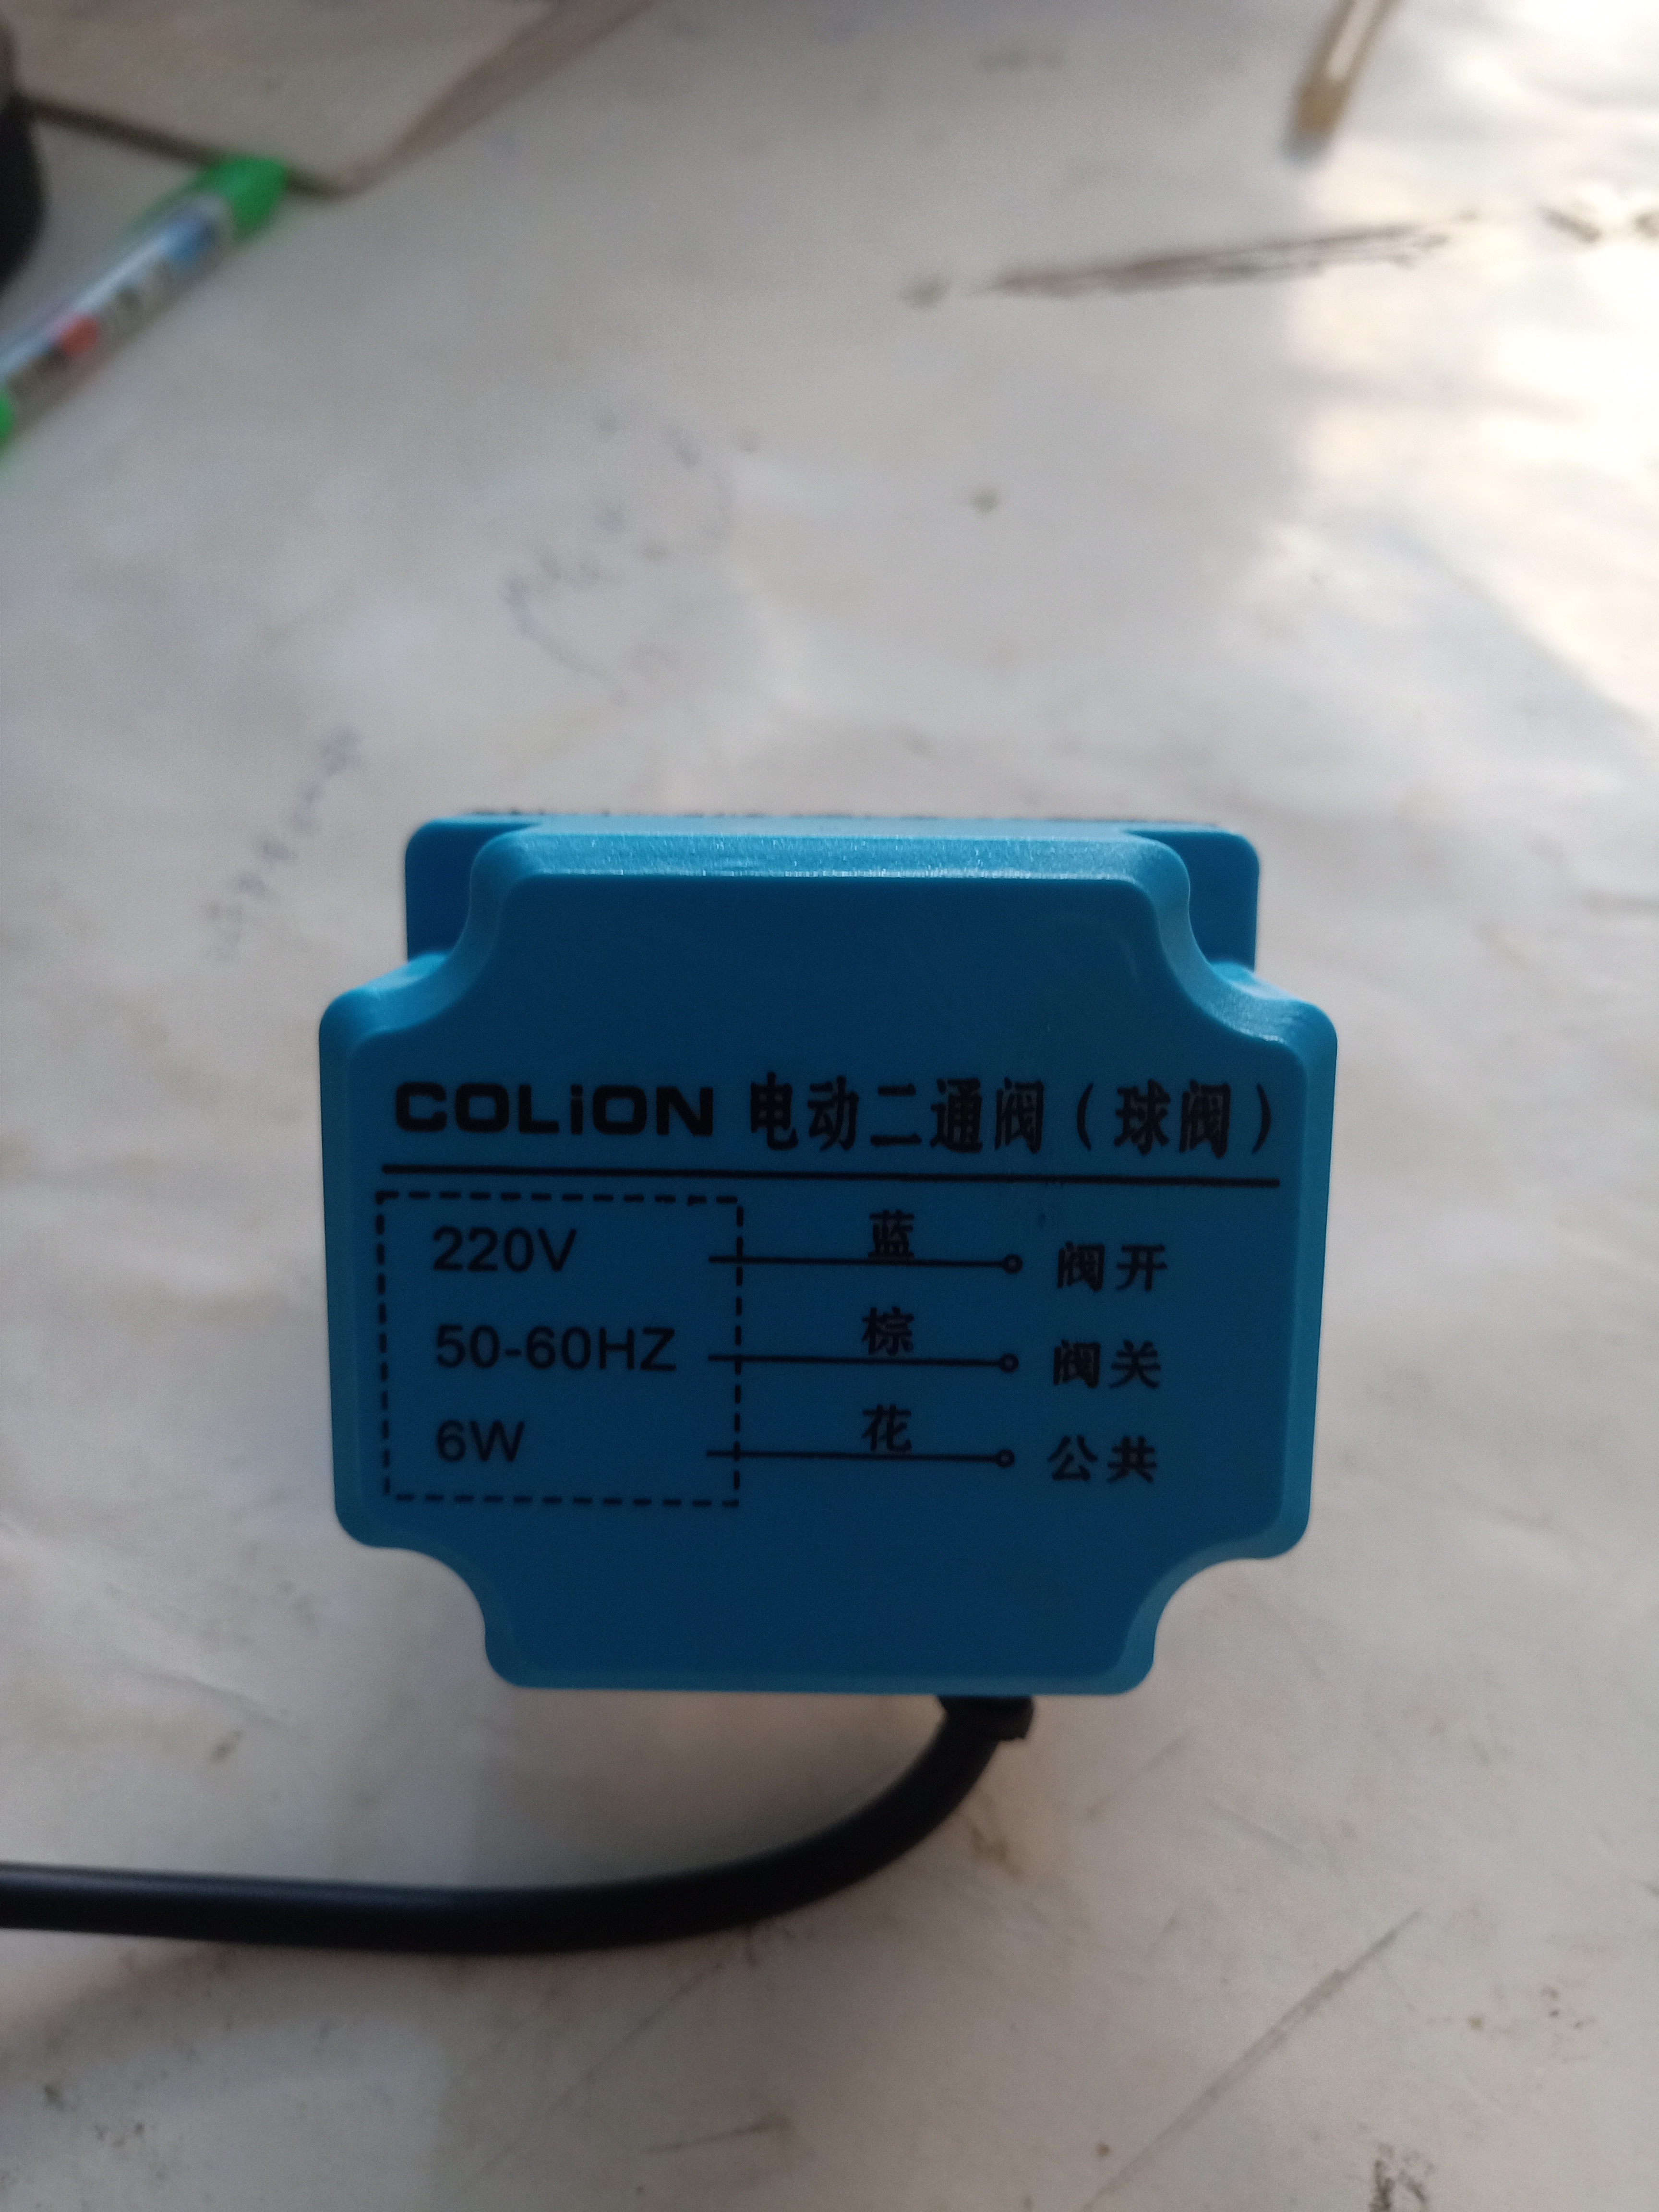 COLiON 电动二通阀（球阀）
220V 蓝 阀开
50-60HZ 棕 阀关
6W 花 公共